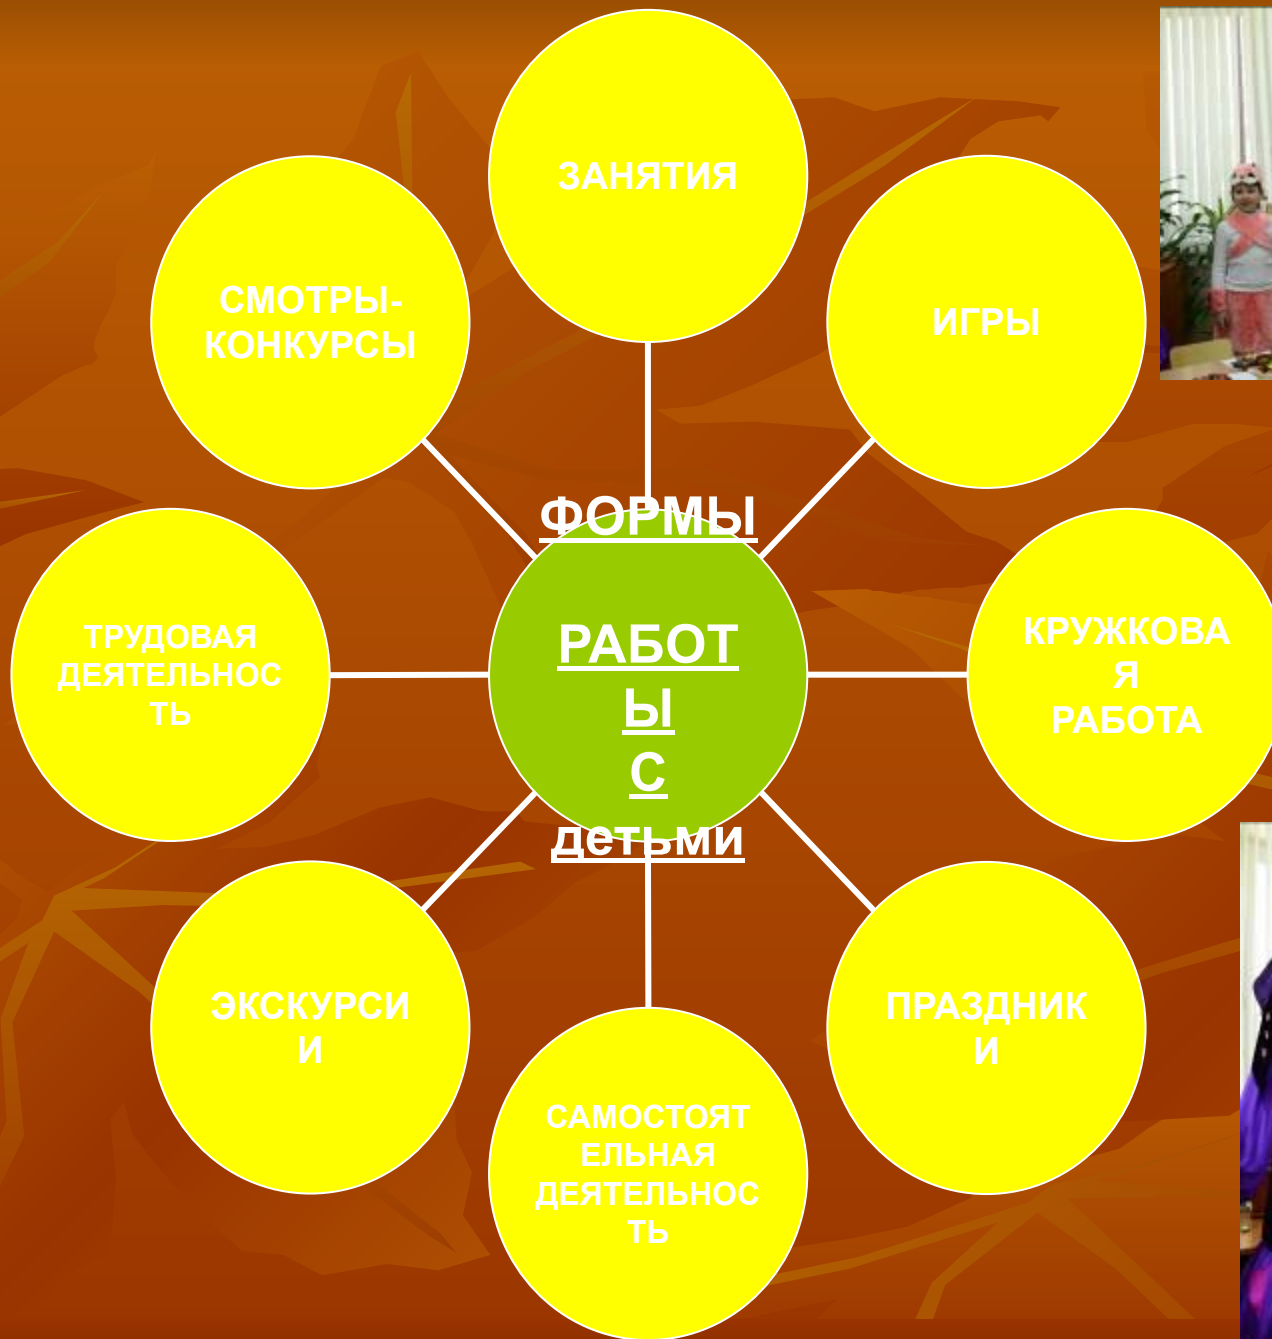 ЗАНЯТИЯ
СМОТРЫ-
КОНКУРСЫ
ИГРЫ
ФОРМЫ
РАБОТ
Ы
С
детьми
ТРУДОВАЯ
ДЕЯТЕЛЬНОС
ТЬ
КРУЖКОВА
Я
РАБОТА
ЭКСКУРСИ
И
ПРАЗДНИК
И
САМОСТОЯТ
ЕЛЬНАЯ
ДЕЯТЕЛЬНОС
ТЬ